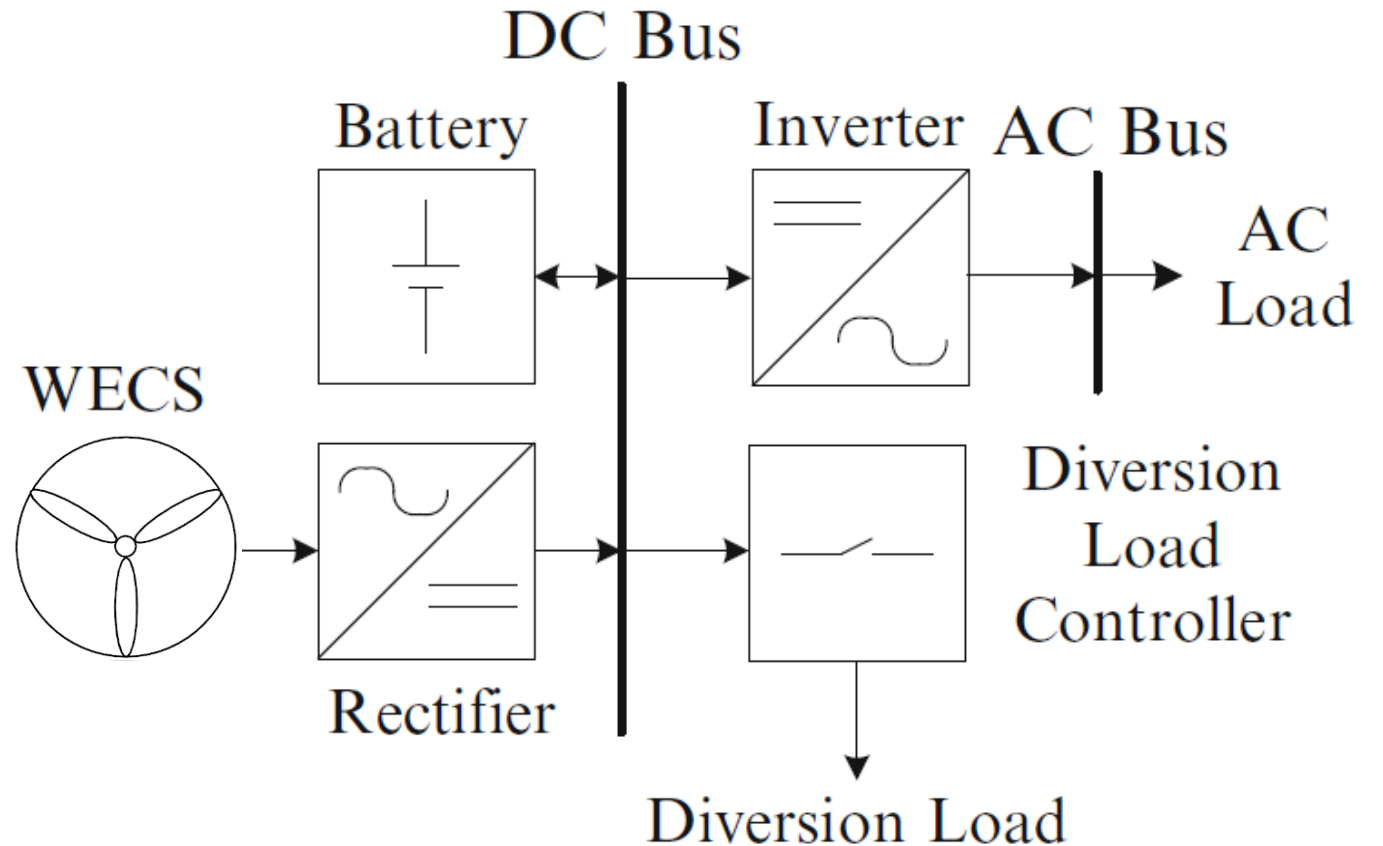 DC Bus
Battery
Inverter
AC Bus
AC
Load
WECS
Rectifier
Diversion
Load
Controller
Diversion Load